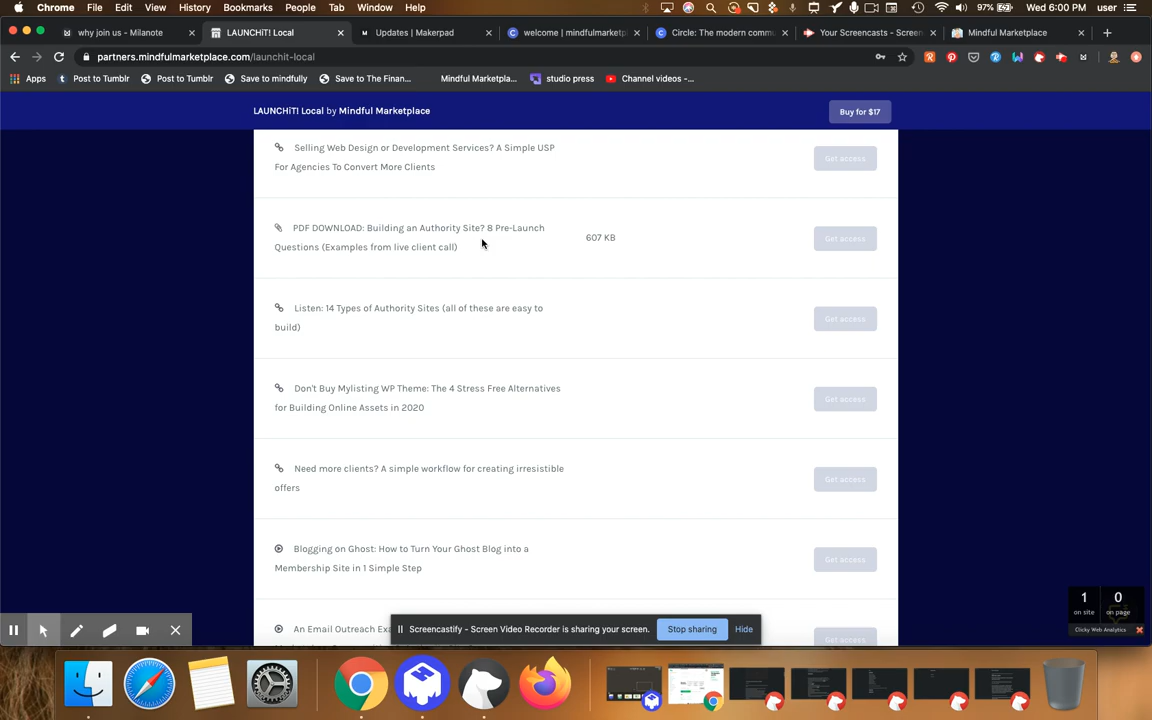 Chrome File Edit View History Bookmarks People Tab Window Help 97% Wed 6:00 PM user
why join us - Milanote
LAUNCHiT! Local
Updates | Makerpad
welcome | mindfulmarketp
Circle: The modern commu
Your Screencasts - Screen
Mindful Marketplace
partners.mindfulmarketplace.com/launchit-local
Apps Post to Tumblr Post to Tumblr Save to mindfully Save to The Finan... Mindful Marketpla... studio press Channel videos -...
LAUNCHiT! Local by Mindful Marketplace
Buy for $17
Selling Web Design or Development Services? A Simple USP
For Agencies To Convert More Clients
Get access
PDF DOWNLOAD: Building an Authority Site? 8 Pre-Launch
Questions (Examples from live client call)
607 KB
Get access
Listen: 14 Types of Authority Sites (all of these are easy to
build)
Get access
Don't Buy Mylisting WP Theme: The 4 Stress Free Alternatives
for Building Online Assets in 2020
Get access
Need more clients? A simple workflow for creating irresistible
offers
Get access
Blogging on Ghost: How to Turn Your Ghost Blog into a
Membership Site in 1 Simple Step
Get access
An Email Outreach Exa
Get access
1 0
on site on page
Clicky Web Analytics
Screencastify - Screen Video Recorder is sharing your screen. Stop sharing Hide